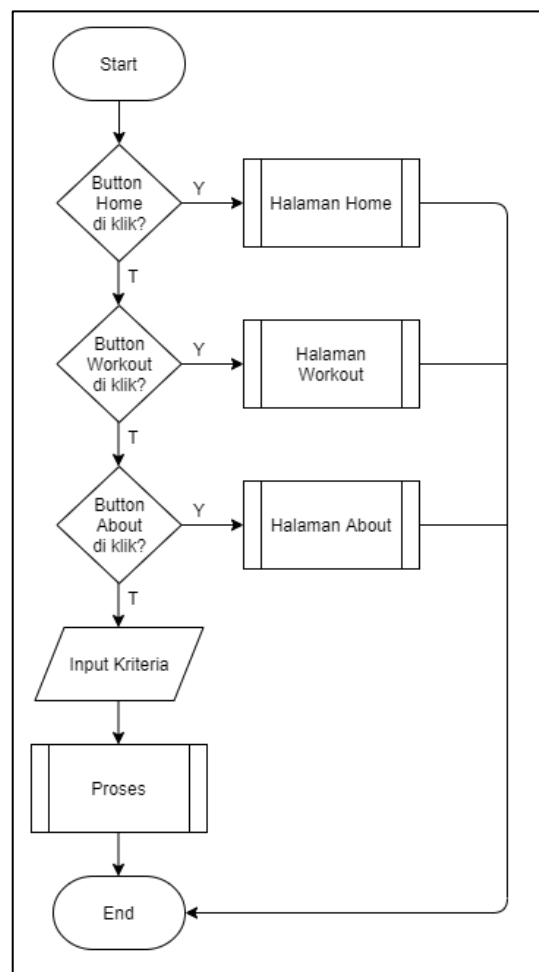 Start
Button
Home
di klik?
Y
Halaman Home
T
Button
Workout
di klik?
Y
Halaman
Workout
T
Button
About
di klik?
Y
Halaman About
T
Input Kriteria
Proses
End